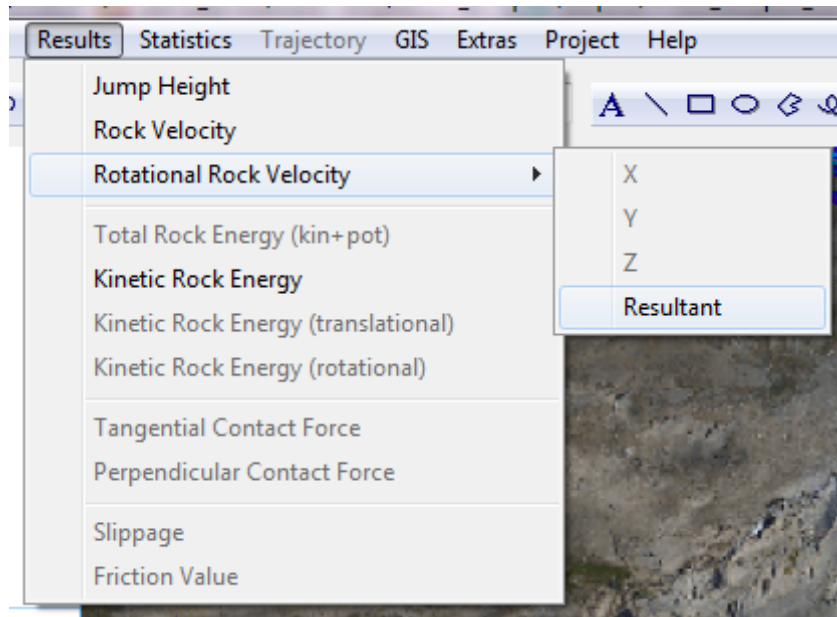 Results Statistics Trajectory GIS Extras Project Help
Jump Height
Rock Velocity
Rotational Rock Velocity
Total Rock Energy (kin+pot)
Kinetic Rock Energy
Kinetic Rock Energy (translational)
Kinetic Rock Energy (rotational)
Tangential Contact Force
Perpendicular Contact Force
Slippage
Friction Value
A
X
Y
Z
Resultant